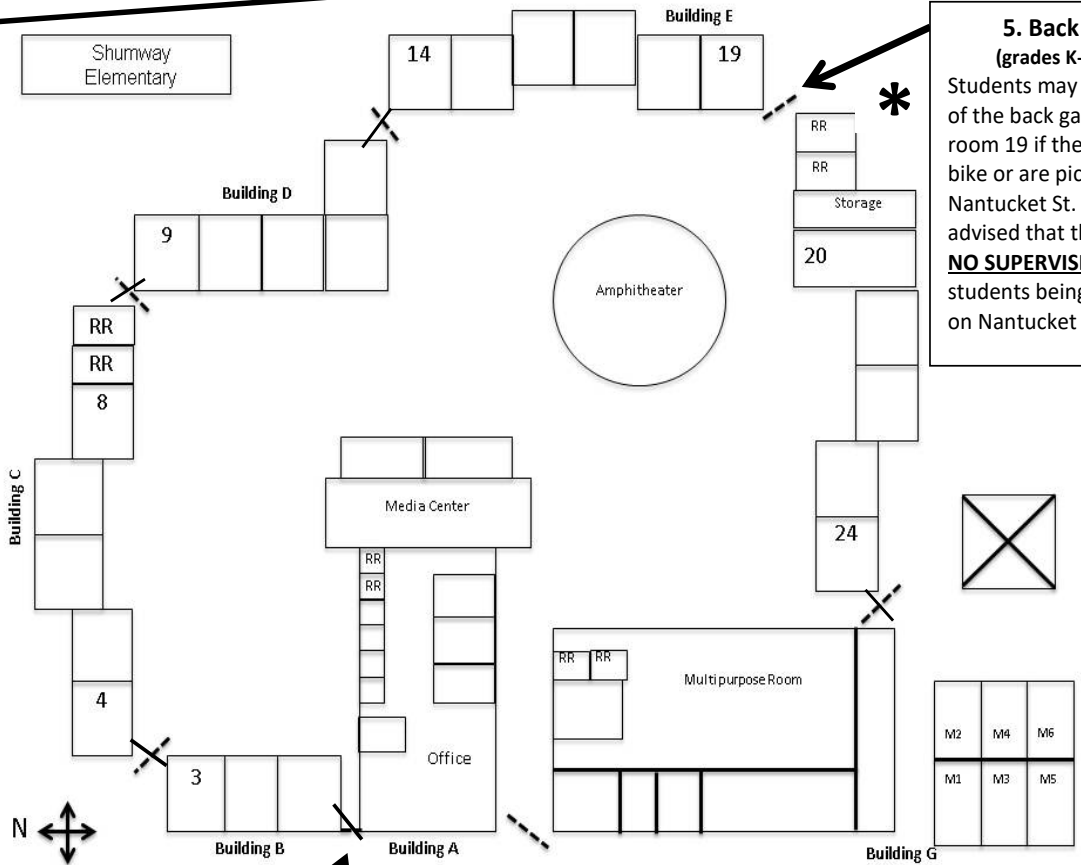 Building E
5. Back
(grades K-
Students may
of the back ga
room 19 if the
bike or are pic
Nantucket St.
advised that th
NO SUPERVISI
students being
on Nantucket
Shumway
Elementary
14
19
*
RR
RR
Storage
20
Building D
9
Amphitheater
RR
RR
8
Building C
Media Center
RR
RR
24
4
RR
RR
Multipurpose Room
Office
3
M2
M4
M6
M1
M3
M5
N
Building B
Building A
Building G